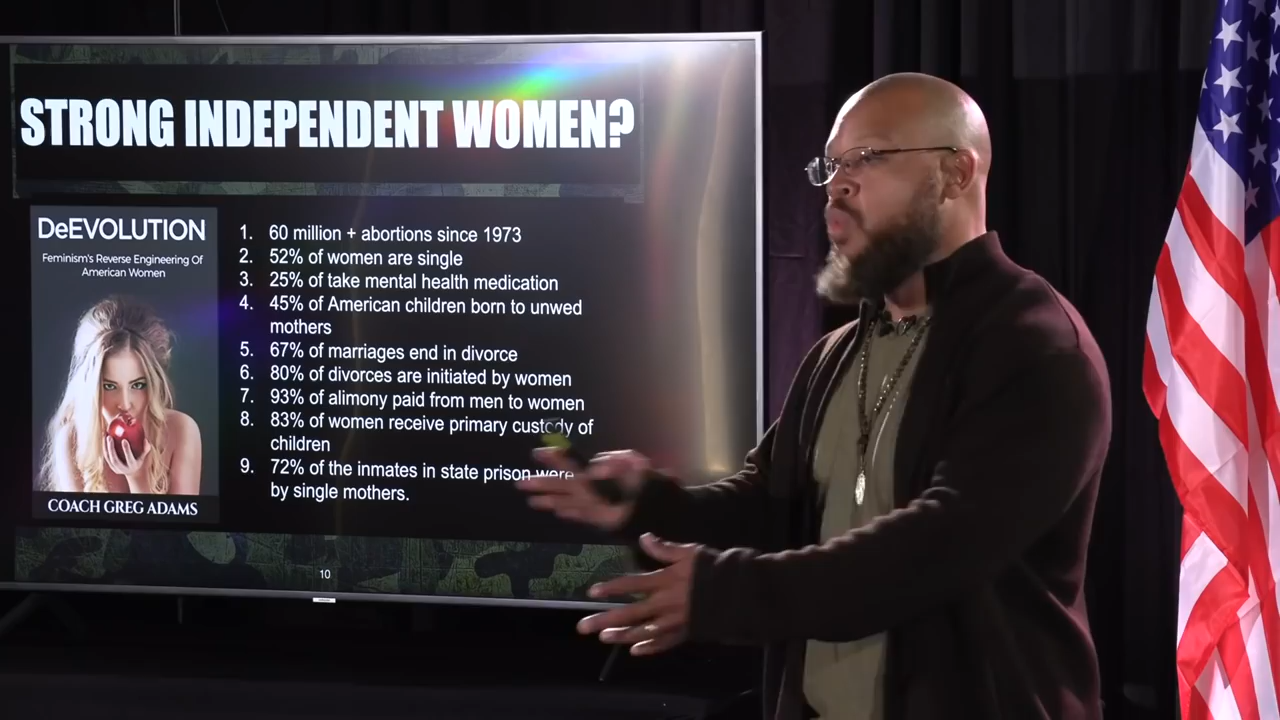 STRONG INDEPENDENT WOMEN?
DeEVOLUTION
Feminism's Reverse Engineering Of
American Women
COACH GREG ADAMS
1. 60 million + abortions since 1973
2. 52% of women are single
3. 25% of take mental health medication
4. 45% of American children born to unwed
mothers
5. 67% of marriages end in divorce
6. 80% of divorces are initiated by women
7. 93% of alimony paid from men to women
8. 83% of women receive primary custody of
children
9. 72% of the inmates in state prison were
by single mothers.
10